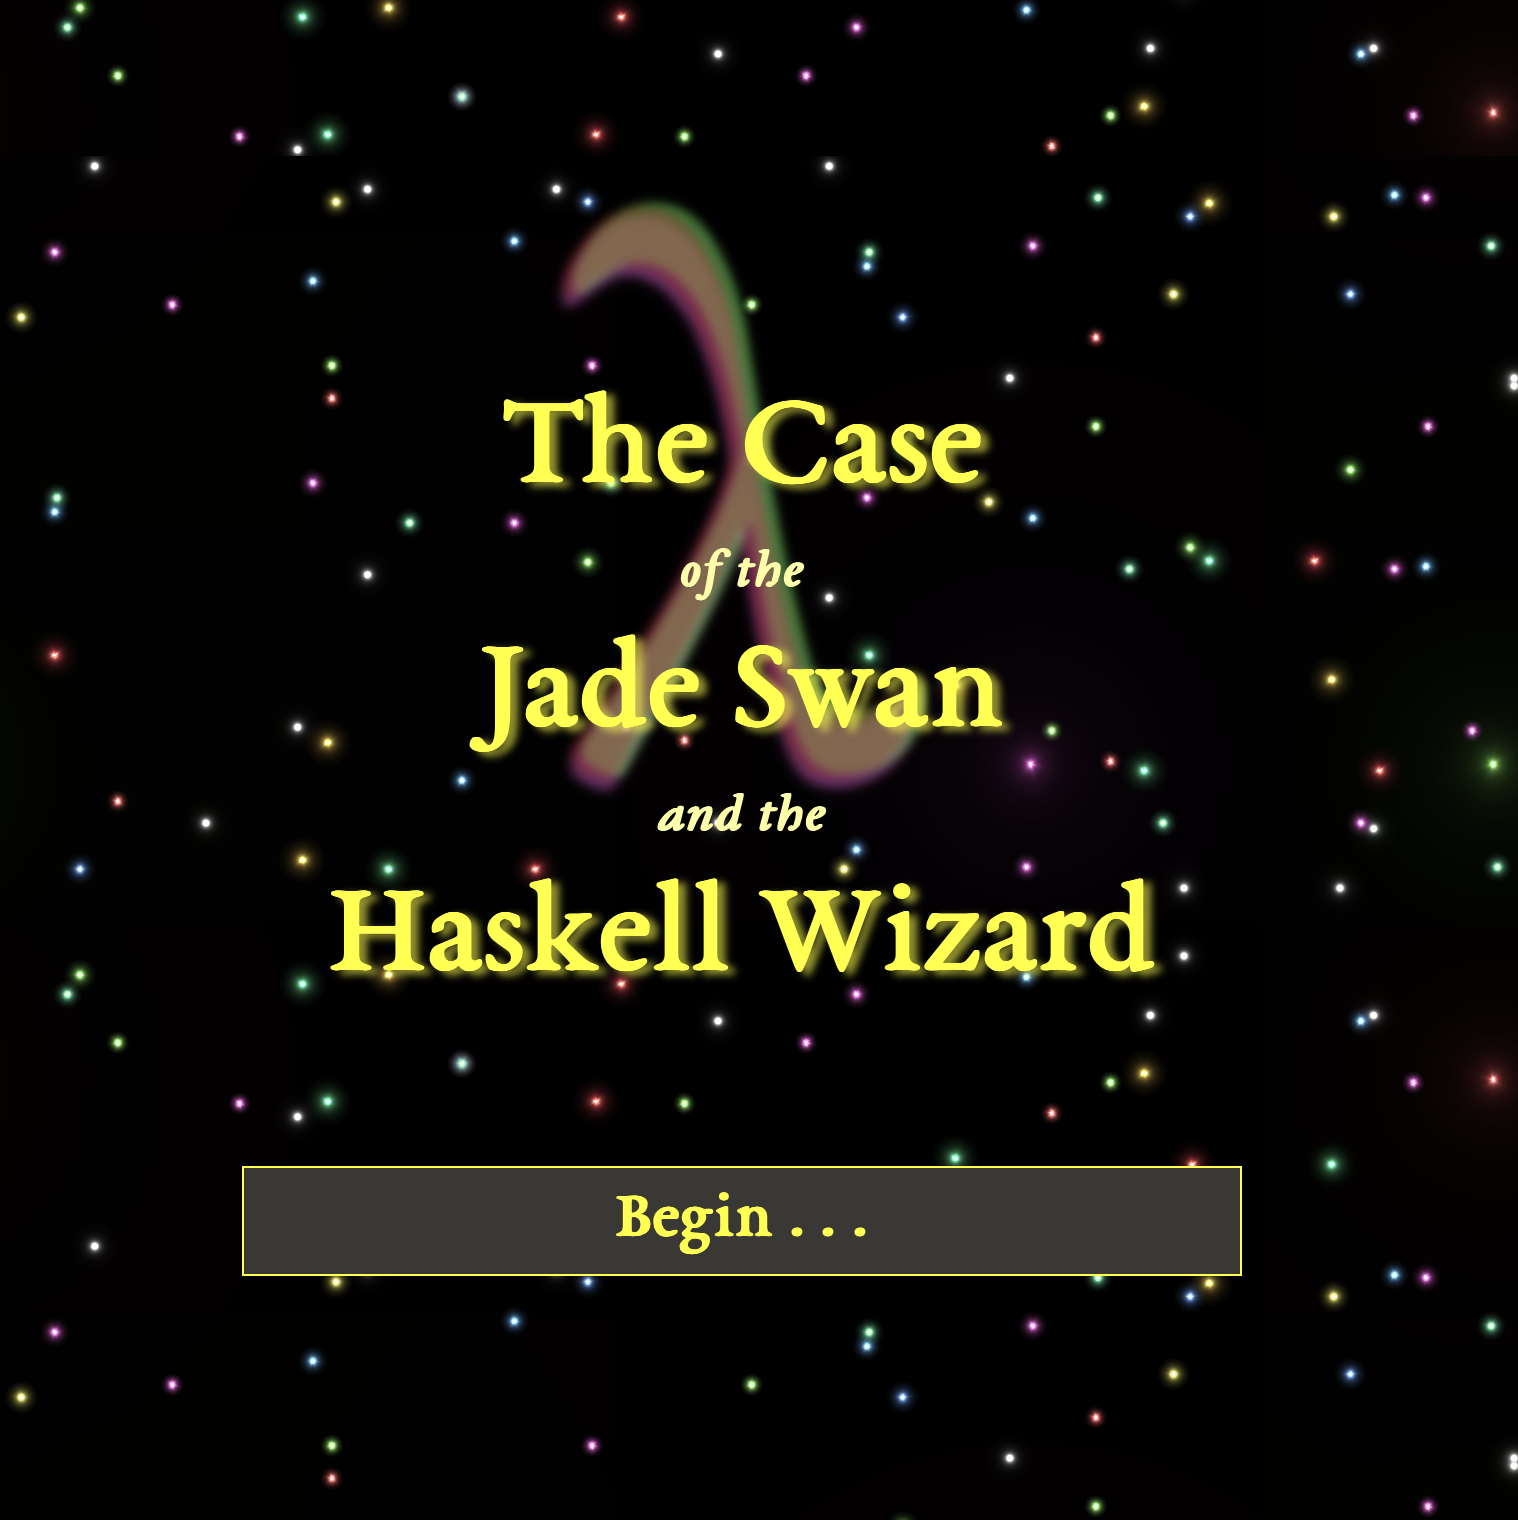 λ
The Case
of the
Jade Swan
and the
Haskell Wizard
Begin . . .